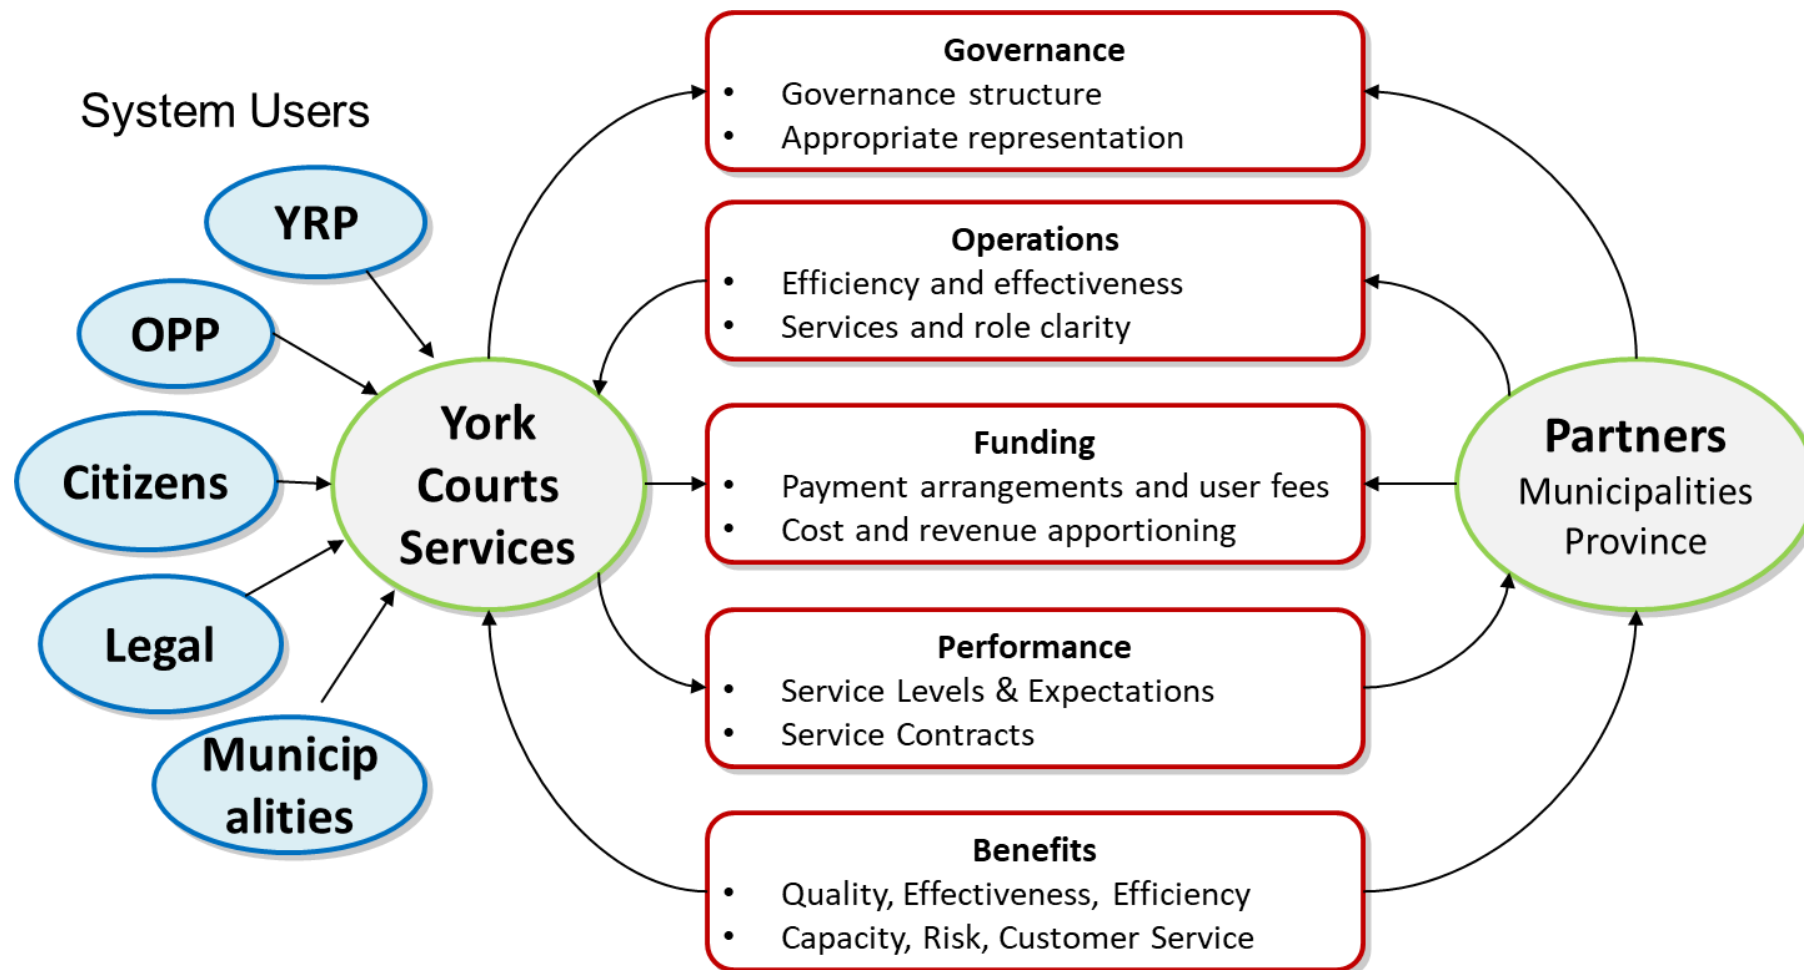 System Users
YRP
OPP
Citizens
Legal
Municip
alities
York
Courts
Services
Governance
• Governance structure
• Appropriate representation
Operations
• Efficiency and effectiveness
• Services and role clarity
Funding
• Payment arrangements and user fees
• Cost and revenue apportioning
Performance
• Service Levels & Expectations
• Service Contracts
Benefits
• Quality, Effectiveness, Efficiency
• Capacity, Risk, Customer Service
Partners
Municipalities
Province